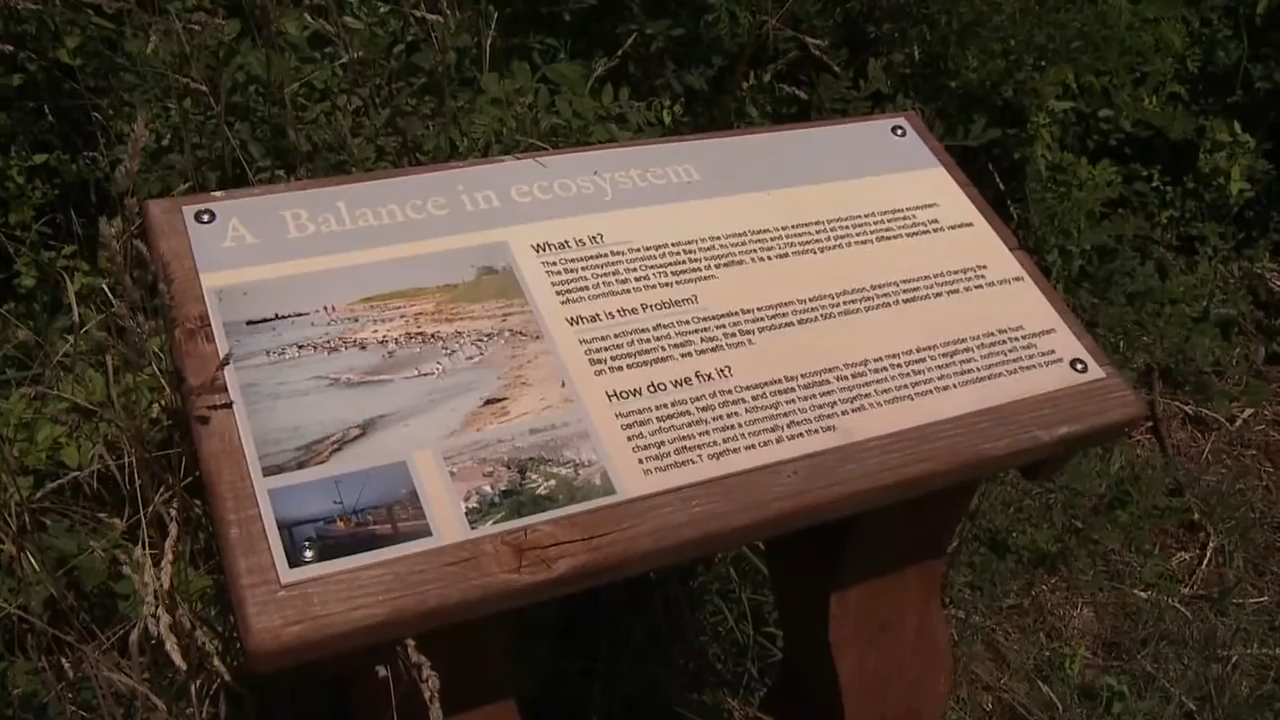 A Balance in ecosystem
What is it?
The Chesapeake Bay, the largest estuary in the United States, is an extremely productive and complex ecosystem.
The Bay ecosystem consists of the Bay itself, its local rivers and streams, and all the plants and animals it
supports. Overall, the Chesapeake Bay supports more than 2,700 species of plants and animals, including 348
species of fin fish and 173 species of shellfish. It is a vast mixing ground of many different species and varieties
which contribute to the bay ecosystem.
What is the Problem?
Human activities affect the Chesapeake Bay ecosystem by adding pollution, draining resources and changing the
character of the land. However, we can make better choices in our everyday lives to lessen our footprint on the
Bay ecosystem's health. Also, the Bay produces about 500 million pounds of seafood per year, so we not only rely
on the ecosystem, we benefit from it.
How do we fix it?
Humans are also part of the Chesapeake Bay ecosystem, though we may not always consider our role. We hunt
certain species, help others, and create habitats. We also have the power to negatively influence the ecosystem
and, unfortunately, we are. Although we have seen improvement in the Bay in recent years, nothing will really
change unless we make a commitment to change together. Even one person who makes a commitment can cause
a major difference, and it normally affects others as well. It is nothing more than a consideration, but there is power
in numbers. T ogether we can all save the bay.